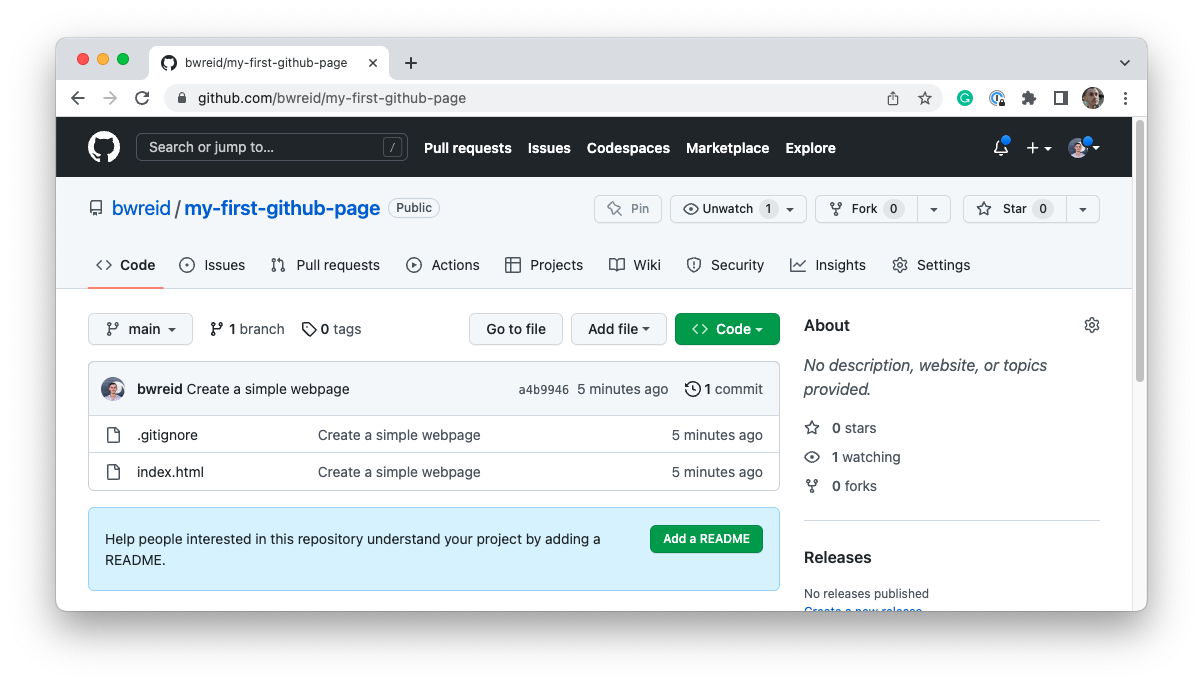 bwreid/my-first-github-page
github.com/bwreid/my-first-github-page
Search or jump to... / Pull requests Issues Codespaces Marketplace Explore
bwreid / my-first-github-page Public Pin Unwatch 1 Fork 0 Star 0
Code Issues Pull requests Actions Projects Wiki Security Insights Settings
main 1 branch 0 tags Go to file Add file Code
bwreid Create a simple webpage a4b9946 5 minutes ago 1 commit
.gitignore Create a simple webpage 5 minutes ago
index.html Create a simple webpage 5 minutes ago
Help people interested in this repository understand your project by adding a
README.
Add a README
About
No description, website, or topics
provided.
0 stars
1 watching
0 forks
Releases
No releases published
Create a new release